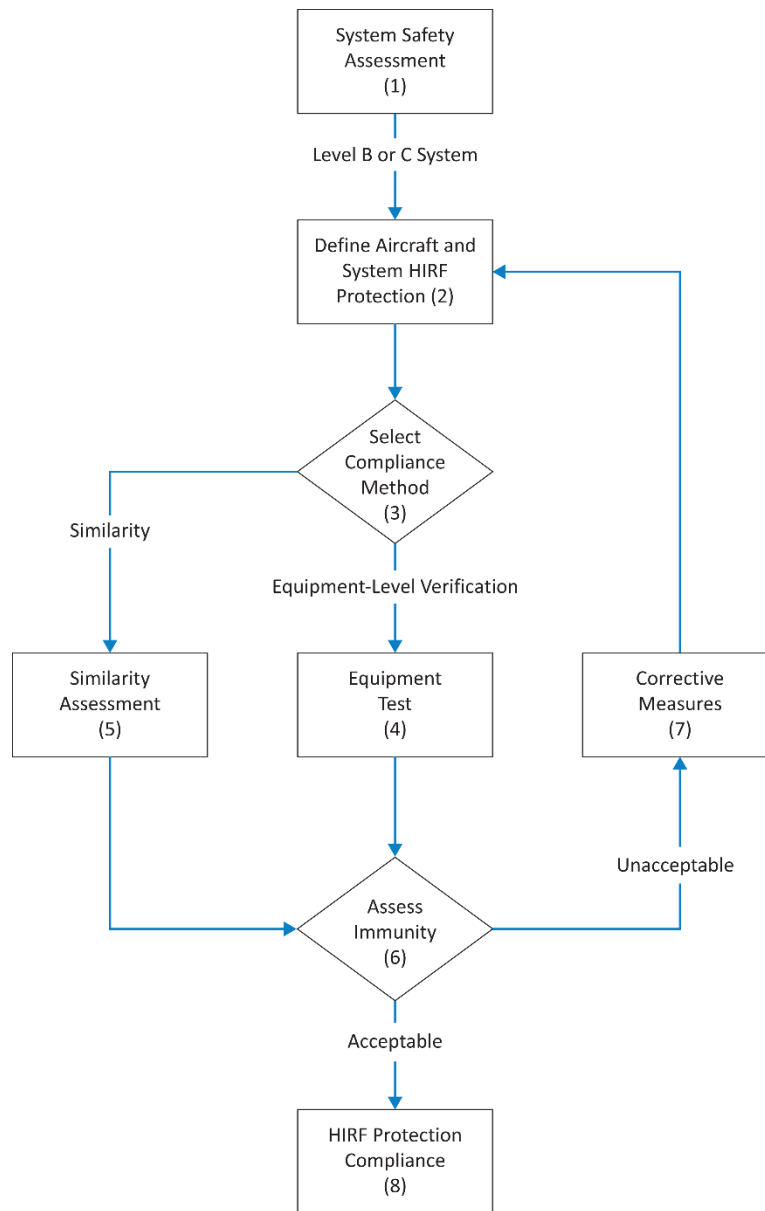 System Safety
Assessment
(1)
Level B or C System
Define Aircraft and
System HIRF
Protection (2)
Select
Compliance
Method
(3)
Similarity
Equipment-Level Verification
Similarity
Assessment
(5)
Equipment
Test
(4)
Corrective
Measures
(7)
Unacceptable
Assess
Immunity
(6)
Acceptable
HIRF Protection
Compliance
(8)